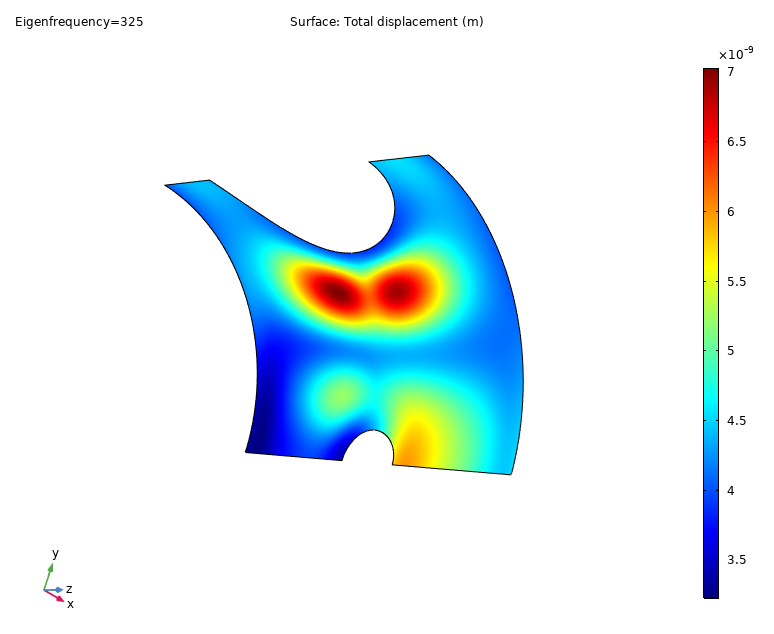 Eigenfrequency=325
Surface: Total displacement (m)
×10⁻⁹
7
6.5
6
5.5
5
4.5
4
3.5
y
z
x